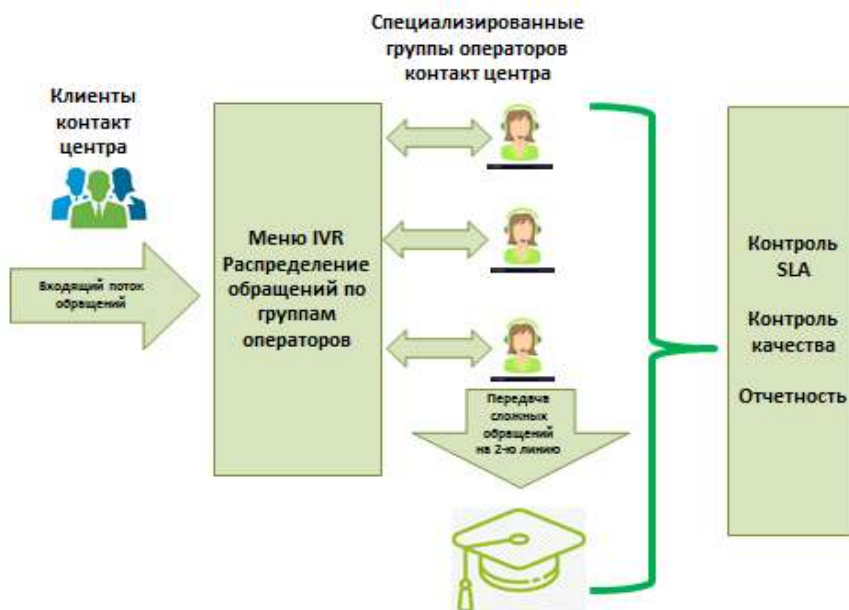 Специализированные
группы операторов
контакт центра
Клиенты
контакт
центра
Входящий поток
обращений
Меню IVR
Распределение
обращений по
группам
операторов
Передача
сложных
обращений
на 2-ю линию
Контроль
SLA
Контроль
качества
Отчетность